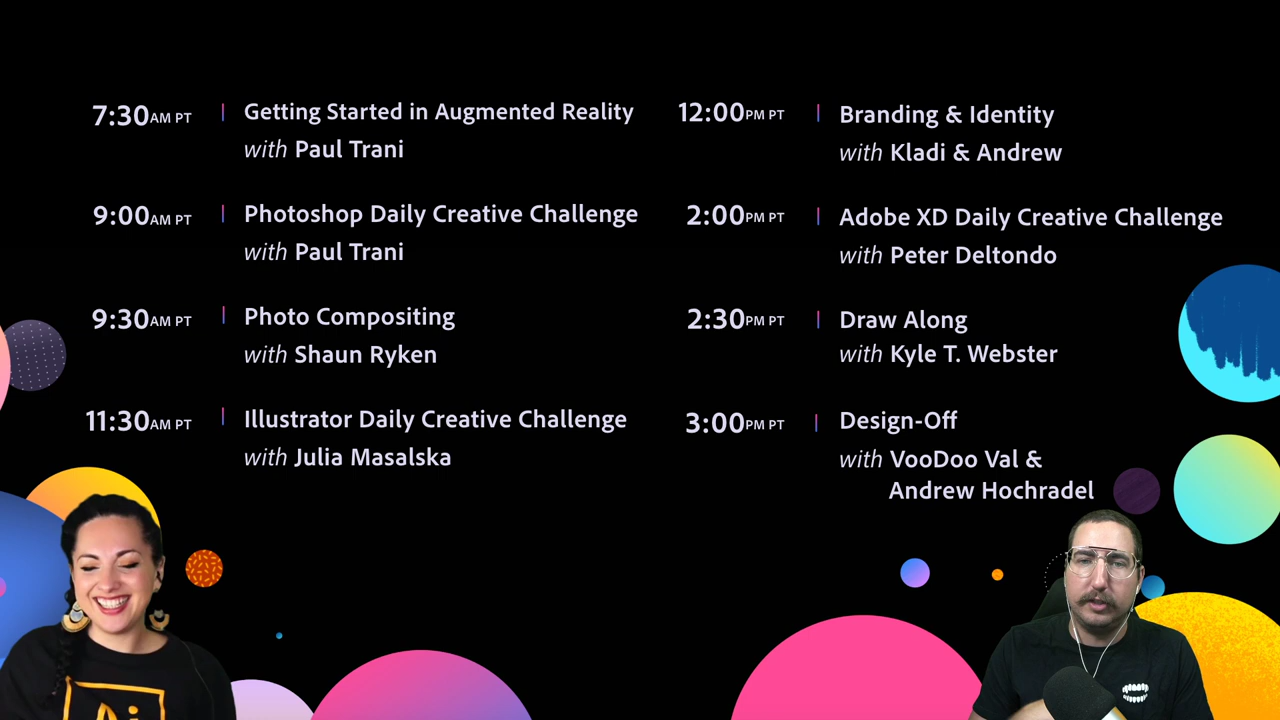 7:30AM PT
Getting Started in Augmented Reality
with Paul Trani
9:00AM PT
Photoshop Daily Creative Challenge
with Paul Trani
9:30AM PT
Photo Compositing
with Shaun Ryken
11:30AM PT
Illustrator Daily Creative Challenge
with Julia Masalska
12:00PM PT
Branding & Identity
with Kladi & Andrew
2:00PM PT
Adobe XD Daily Creative Challenge
with Peter Deltondo
2:30PM PT
Draw Along
with Kyle T. Webster
3:00PM PT
Design-Off
with VooDoo Val &
Andrew Hochradel
Ai